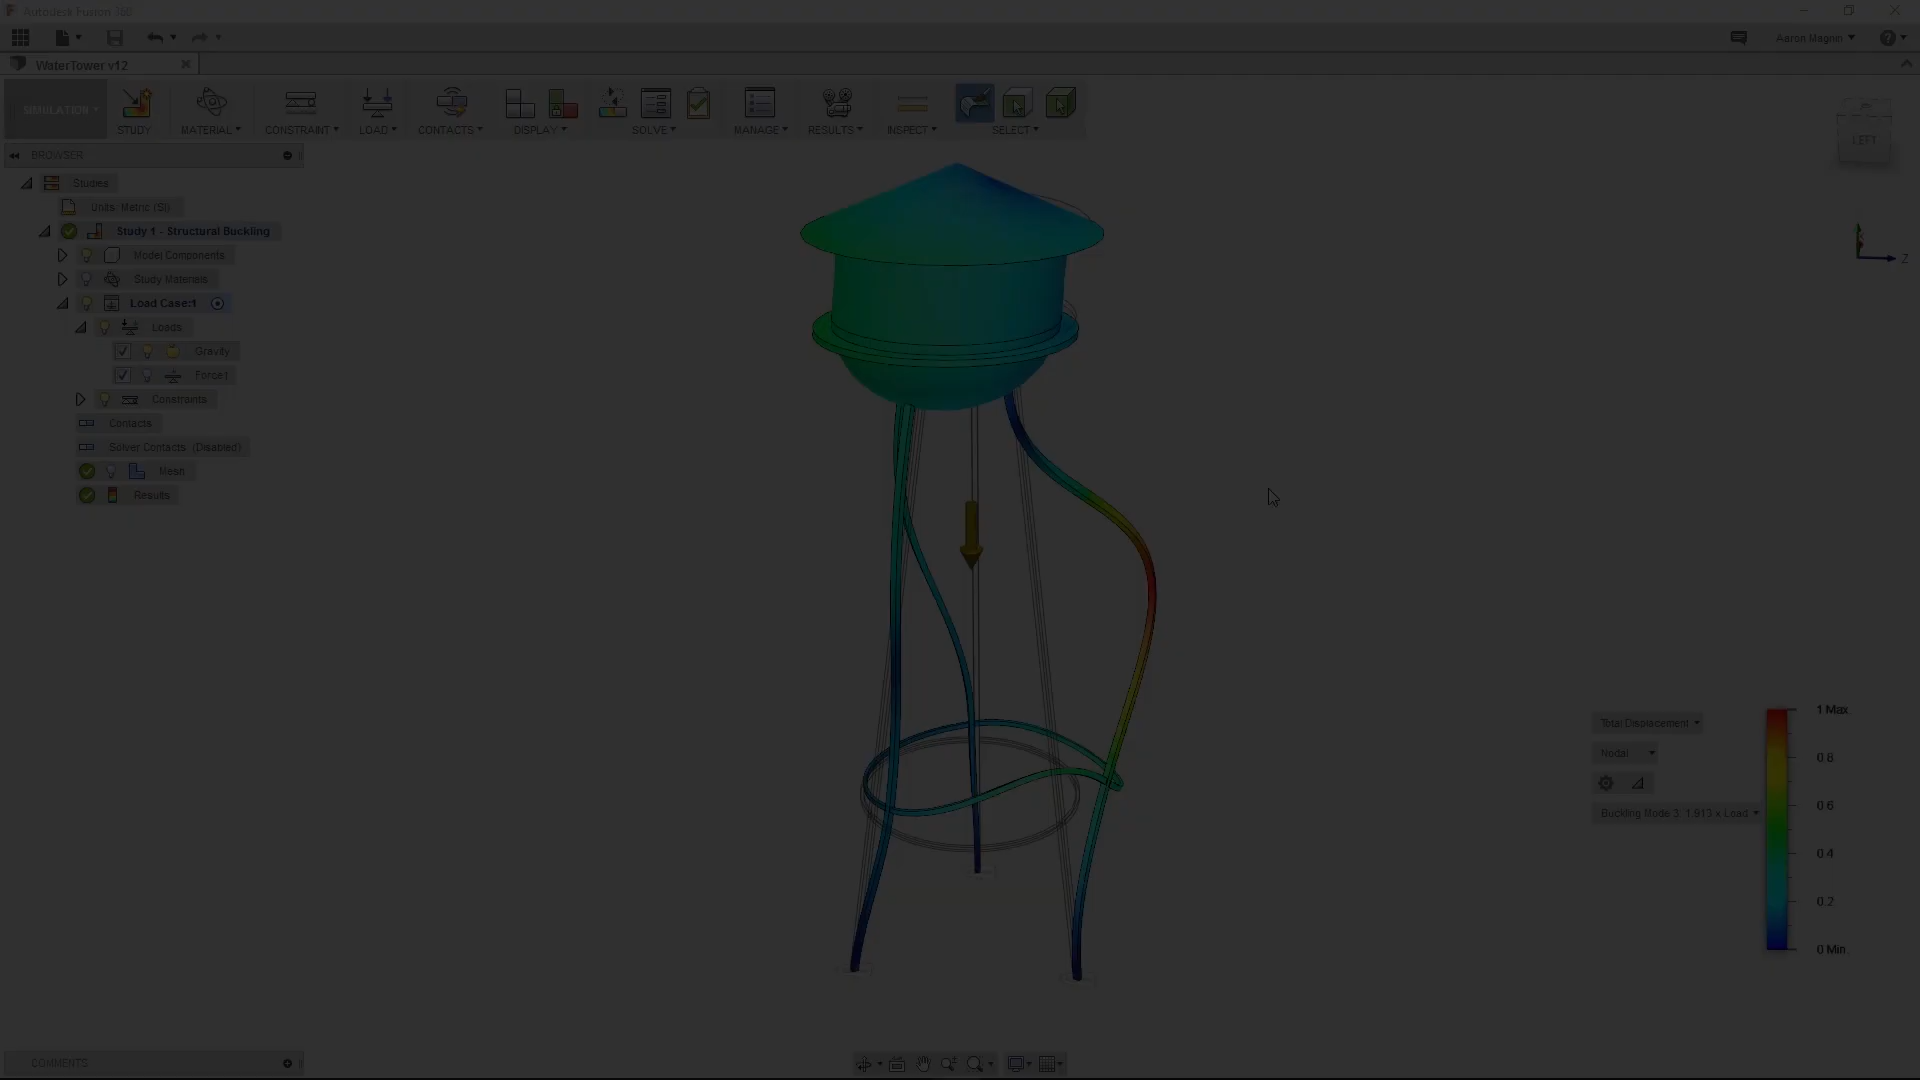 Autodesk Fusion 360
Aaron Magnin
WaterTower v12
SIMULATION
STUDY
MATERIAL
CONSTRAINT
LOAD
CONTACTS
DISPLAY
SOLVE
MANAGE
RESULTS
INSPECT
SELECT
LEFT
BROWSER
Studies
Units: Metric (SI)
Study 1 - Structural Buckling
Model Components
Study Materials
Load Case:1
Loads
Gravity
Force1
Constraints
Contacts
Solver Contacts (Disabled)
Mesh
Results
Z
Total Displacement
Nodal
Buckling Mode 3: 1.913 x Load
1 Max.
0.8
0.6
0.4
0.2
0 Min.
COMMENTS